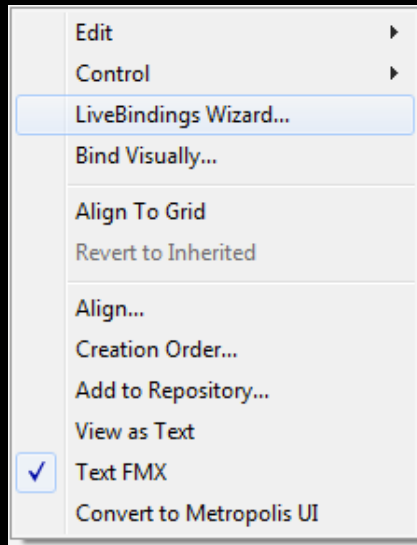 Edit
Control
LiveBindings Wizard...
Bind Visually...
Align To Grid
Revert to Inherited
Align...
Creation Order...
Add to Repository...
View as Text
Text FMX
Convert to Metropolis UI